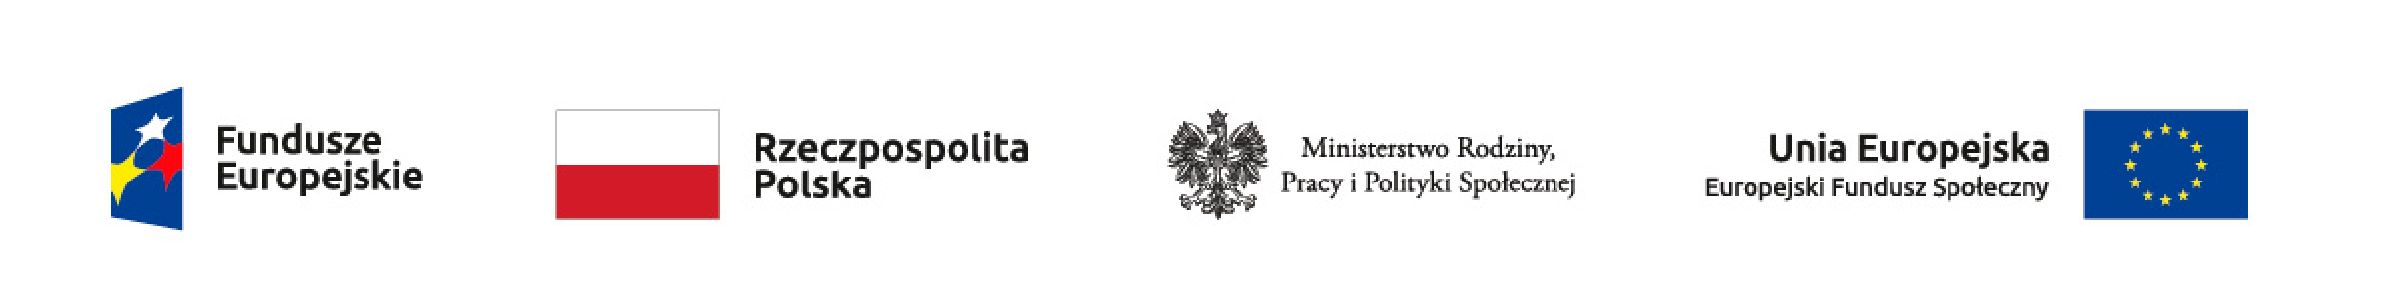 Fundusze
Europejskie
Rzeczpospolita
Polska
Ministerstwo Rodziny,
Pracy i Polityki Społecznej
Unia Europejska
Europejski Fundusz Społeczny